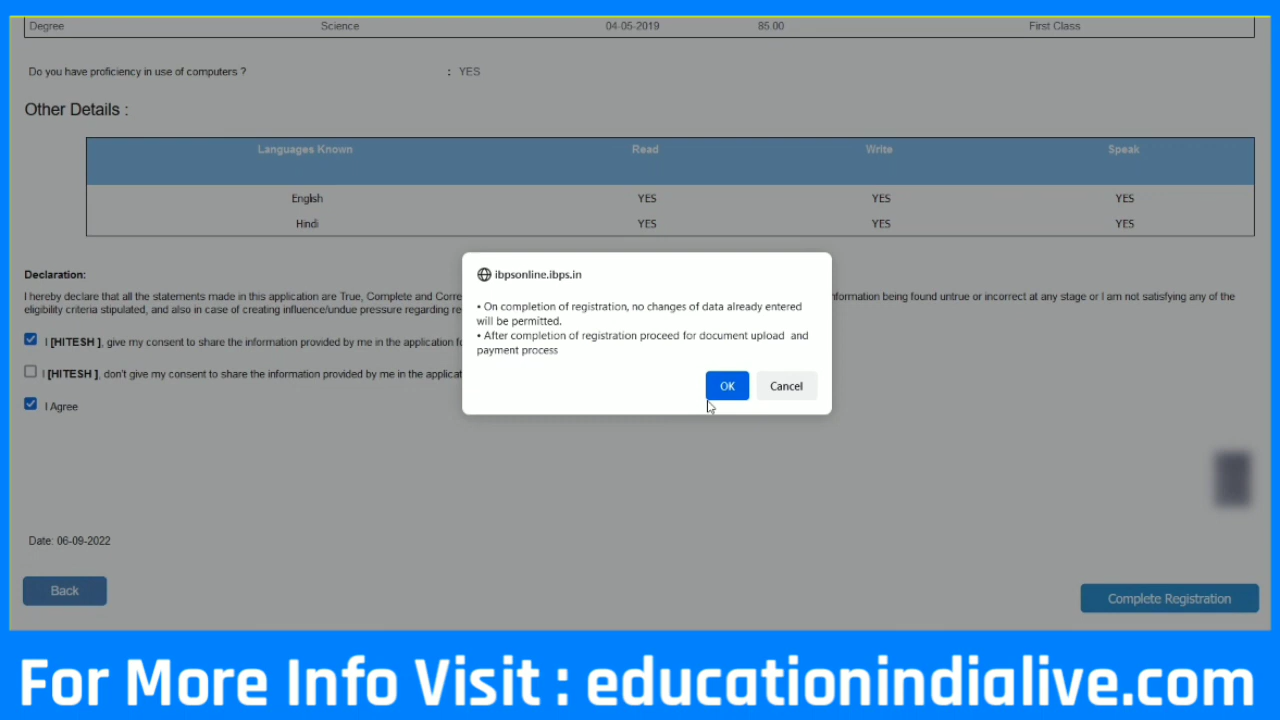 Degree Science 04-05-2019 85.00 First Class
Do you have proficiency in use of computers ? : YES
Other Details :
Languages Known Read Write Speak
English YES YES YES
Hindi YES YES YES
Declaration:
I hereby declare that all the statements made in this application are True, Complete and Corre
formation being found untrue or incorrect at any stage or I am not satisfying any of the
eligibility criteria stipulated, and also in case of creating influence/undue pressure regarding re
I [HITESH ], give my consent to share the information provided by me in the application fo
I [HITESH ], don't give my consent to share the information provided by me in the applicat
I Agree
ibpsonline.ibps.in
• On completion of registration, no changes of data already entered
will be permitted.
• After completion of registration proceed for document upload and
payment process
OK Cancel
Date: 06-09-2022
Back
Complete Registration
For More Info Visit : educationindialive.com